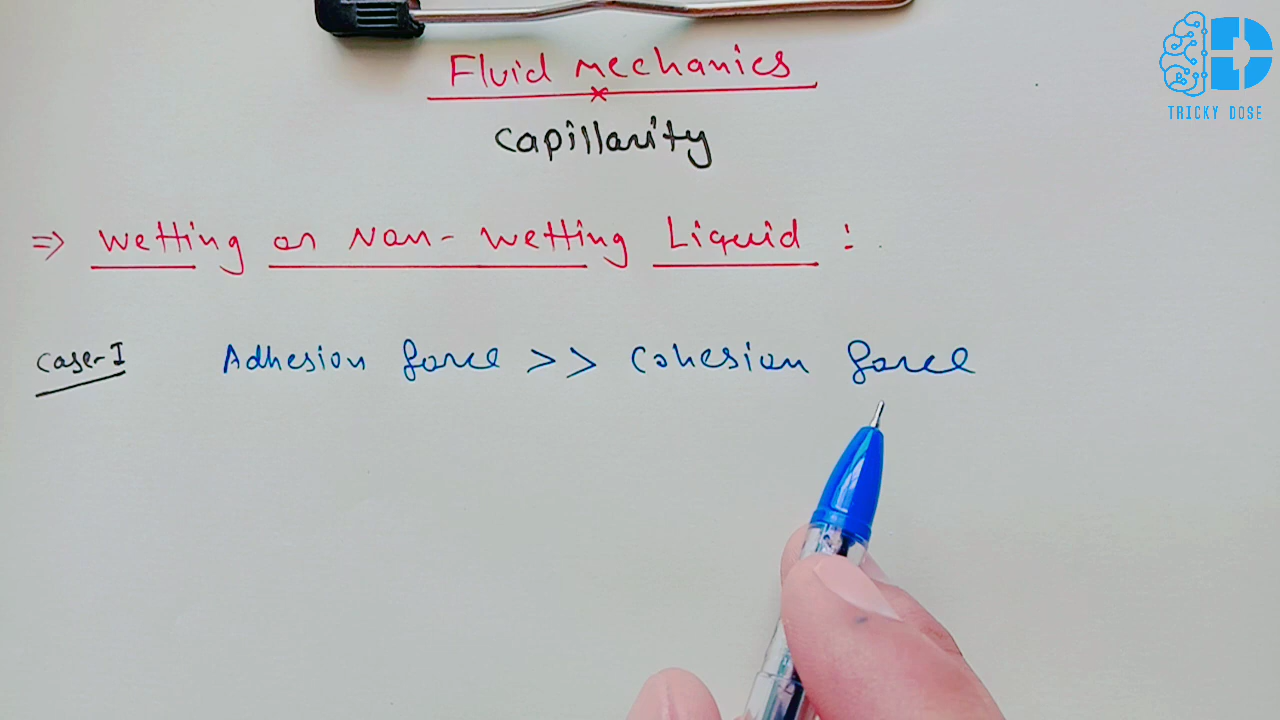 Fluid mechanics
Capillarity
TRICKY DOSE
⇒ Wetting or Non-Wetting Liquid :
Case-I Adhesion force >> Cohesion force